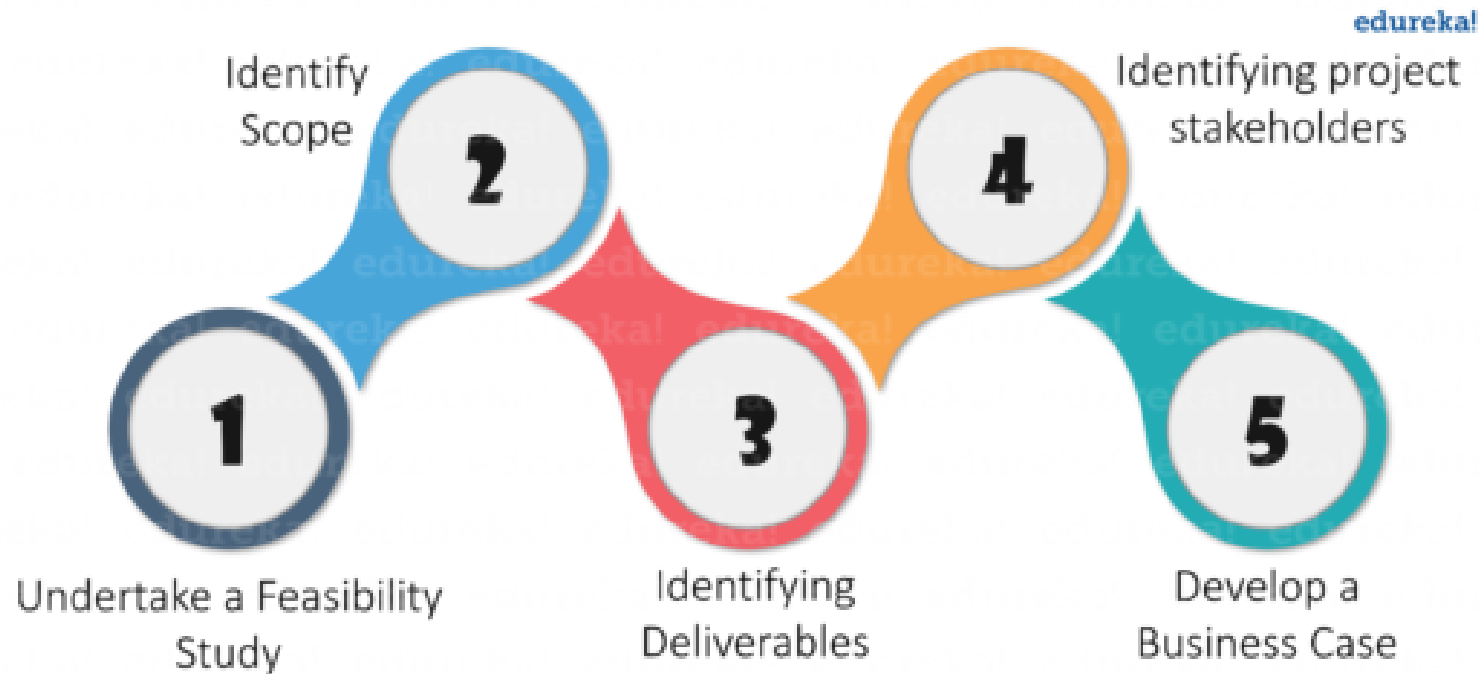 edureka!
1
Undertake a Feasibility
Study
2
Identify
Scope
3
Identifying
Deliverables
4
Identifying project
stakeholders
5
Develop a
Business Case